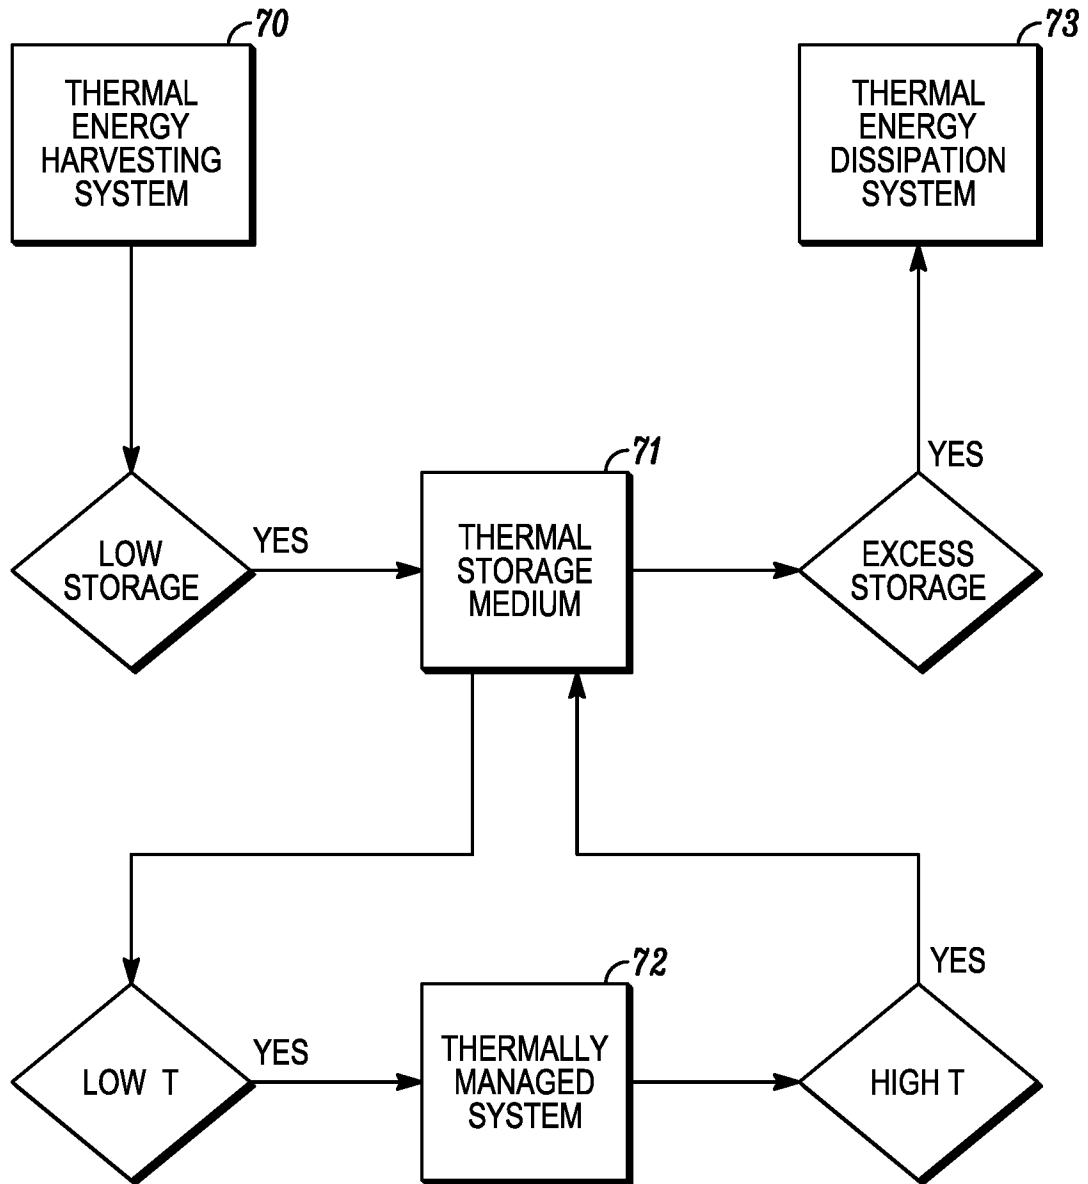 70
THERMAL
ENERGY
HARVESTING
SYSTEM
73
THERMAL
ENERGY
DISSIPATION
SYSTEM
LOW
STORAGE
YES
71
THERMAL
STORAGE
MEDIUM
YES
EXCESS
STORAGE
LOW T
YES
72
THERMALLY
MANAGED
SYSTEM
YES
HIGH T